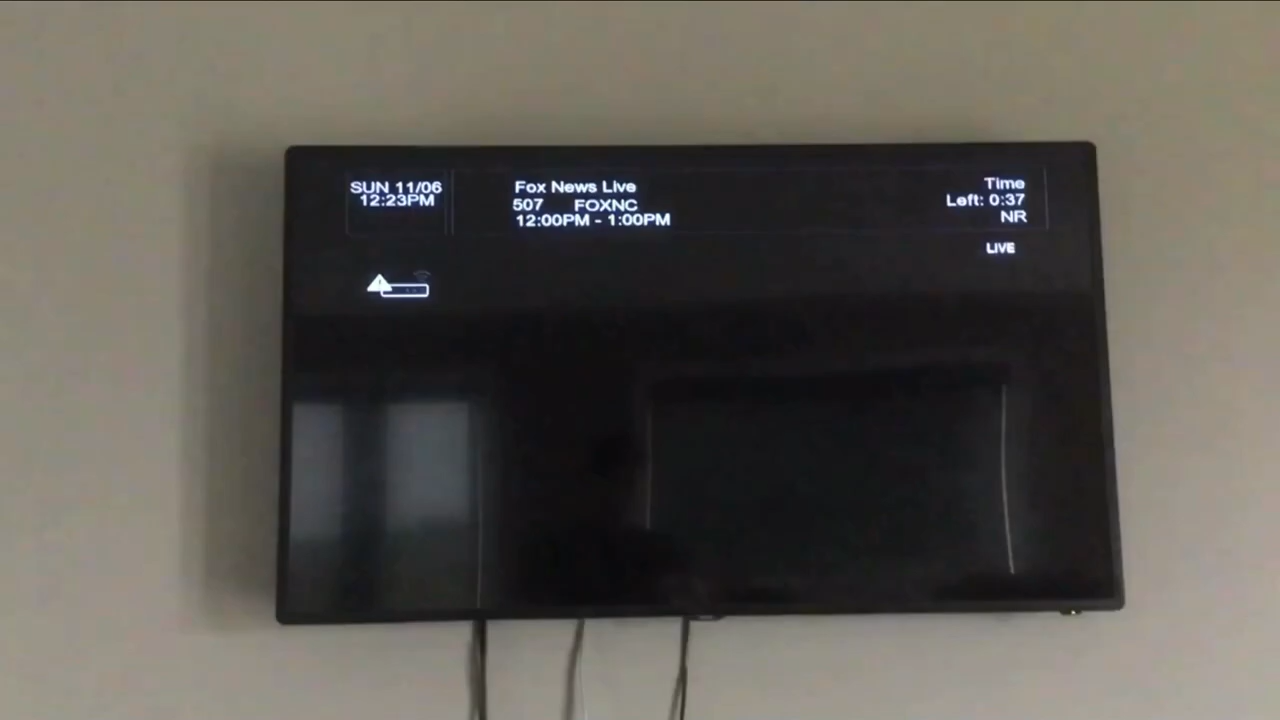 SUN 11/06
12:23PM
Fox News Live
507 FOXNC
12:00PM - 1:00PM
Time
Left: 0:37
NR
LIVE